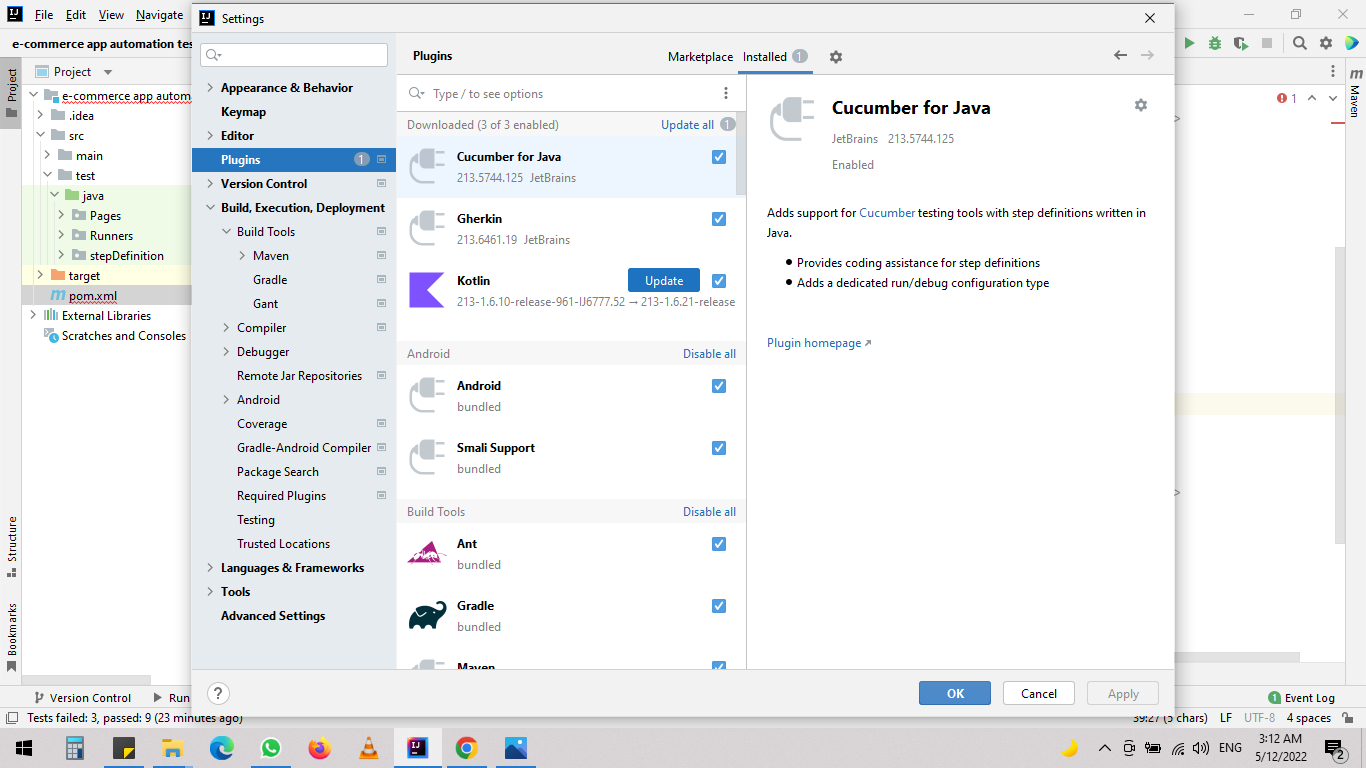 File Edit View Navigate
Settings
e-commerce app automation tes
Project
Project
Structure
Bookmarks
Maven
1
e-commerce app autom
.idea
src
main
test
java
Pages
Runners
stepDefinition
target
pom.xml
External Libraries
Scratches and Consoles
Appearance & Behavior
Keymap
Editor
Plugins 1
Version Control
Build, Execution, Deployment
Build Tools
Maven
Gradle
Gant
Compiler
Debugger
Remote Jar Repositories
Android
Coverage
Gradle-Android Compiler
Package Search
Required Plugins
Testing
Trusted Locations
Languages & Frameworks
Tools
Advanced Settings
Plugins Marketplace Installed 1
Type / to see options
Downloaded (3 of 3 enabled) Update all 1
Cucumber for Java
213.5744.125 JetBrains
Gherkin
213.6461.19 JetBrains
Kotlin Update
213-1.6.10-release-961-IJ6777.52 → 213-1.6.21-release
Android Disable all
Android
bundled
Smali Support
bundled
Build Tools Disable all
Ant
bundled
Gradle
bundled
Maven
Cucumber for Java
JetBrains 213.5744.125
Enabled
Adds support for Cucumber testing tools with step definitions written in
Java.
• Provides coding assistance for step definitions
• Adds a dedicated run/debug configuration type
Plugin homepage
? OK Cancel Apply
Version Control Run
1 Event Log
Tests failed: 3, passed: 9 (23 minutes ago)
39:27 (5 chars) LF UTF-8 4 spaces
ENG
3:12 AM
5/12/2022
2